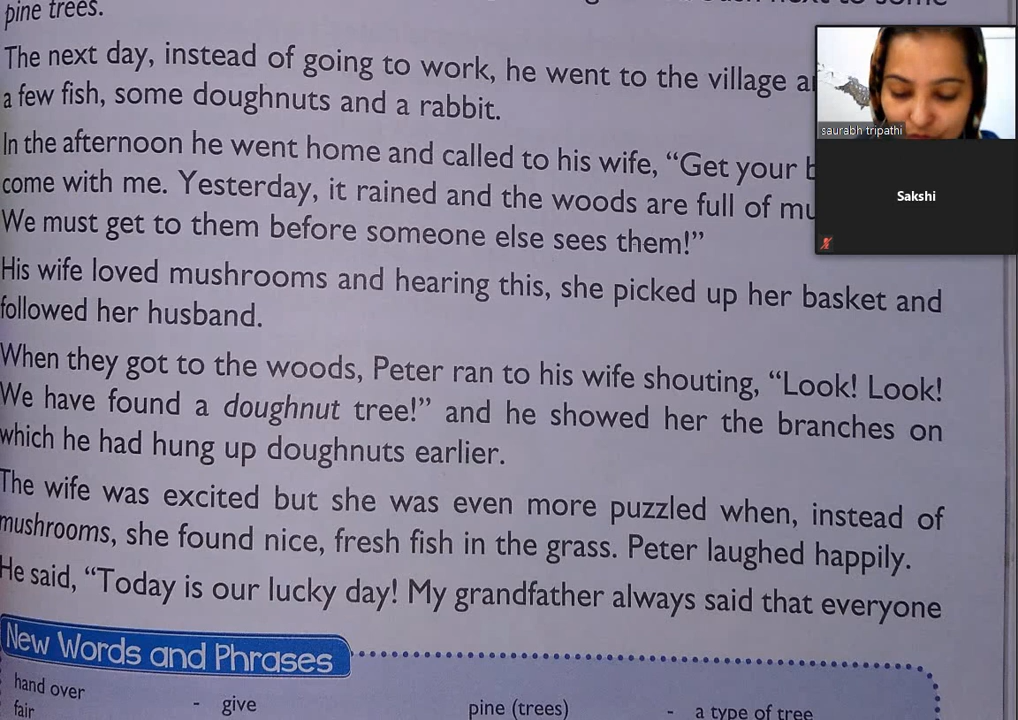 pine trees.
The next day, instead of going to work, he went to the village
a few fish, some doughnuts and a rabbit.
In the afternoon he went home and called to his wife, “Get your
come with me. Yesterday, it rained and the woods are full of
We must get to them before someone else sees them!”
His wife loved mushrooms and hearing this, she picked up her basket and
followed her husband.
When they got to the woods, Peter ran to his wife shouting, “Look! Look!
We have found a doughnut tree!” and he showed her the branches on
which he had hung up doughnuts earlier.
The wife was excited but she was even more puzzled when, instead of
mushrooms, she found nice, fresh fish in the grass. Peter laughed happily.
He said, “Today is our lucky day! My grandfather always said that everyone
New Words and Phrases
hand over - give pine (trees) - a type of tree
fair
saurabh tripathi
Sakshi